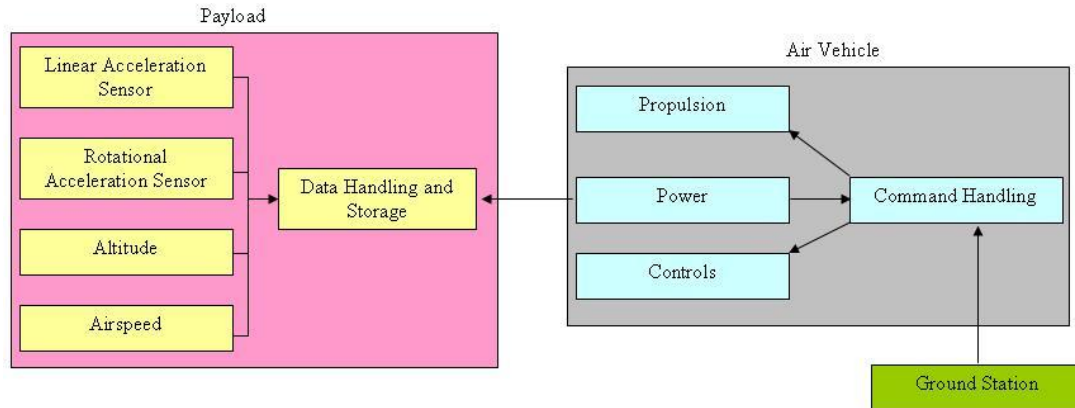 Payload
Linear Acceleration
Sensor
Rotational
Acceleration Sensor
Altitude
Airspeed
Data Handling and
Storage
Air Vehicle
Propulsion
Power
Controls
Command Handling
Ground Station